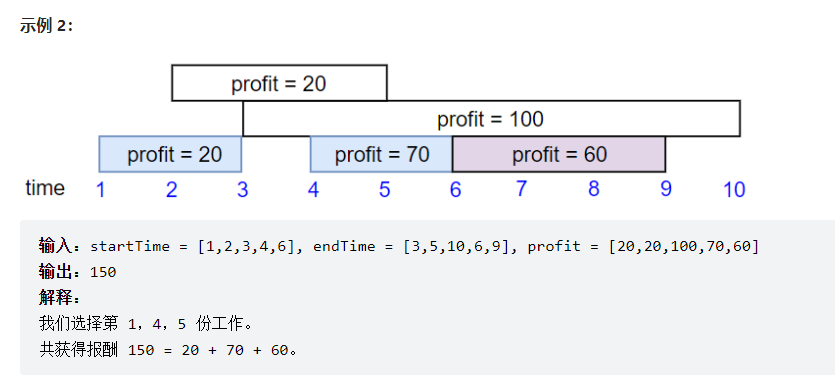 示例 2：
profit = 20
profit = 100
profit = 20 profit = 70 profit = 60
time 1 2 3 4 5 6 7 8 9 10
输入：startTime = [1,2,3,4,6], endTime = [3,5,10,6,9], profit = [20,20,100,70,60]
输出：150
解释：
我们选择第 1，4，5 份工作。
共获得报酬 150 = 20 + 70 + 60。